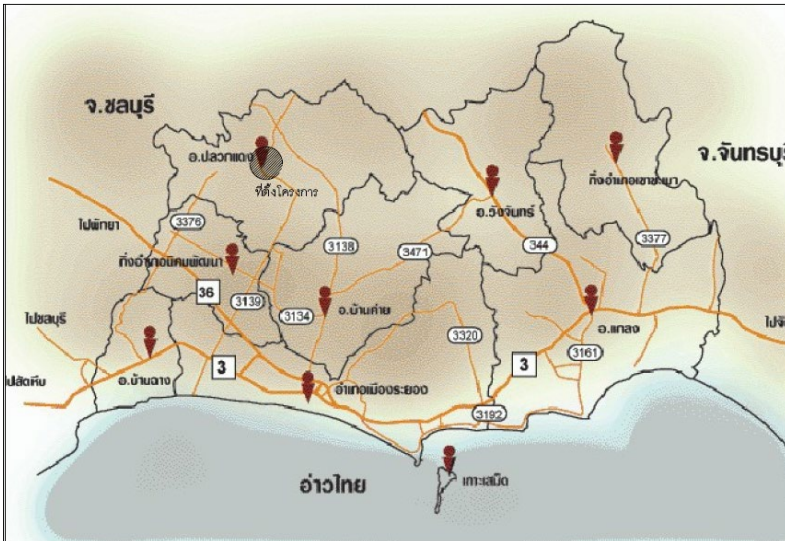 จ.ชลบุรี
อ.ปลวกแดง
ที่ตั้งโครงการ
จ.จันทรบุรี
กิ่งอำเภอเขาชะเมา
อ.วังจันทร์
ไปพัทยา
3376
3138
3471
344
3377
กิ่งอำเภอนิคมพัฒนา
36
3139
3134
อ.บ้านค่าย
3320
อ.แกลง
3161
ไปชลบุรี
ไปสัตหีบ
อ.บ้านฉาง
3
3
อำเภอเมืองระยอง
3192
อ่าวไทย
เกาะเสม็ด